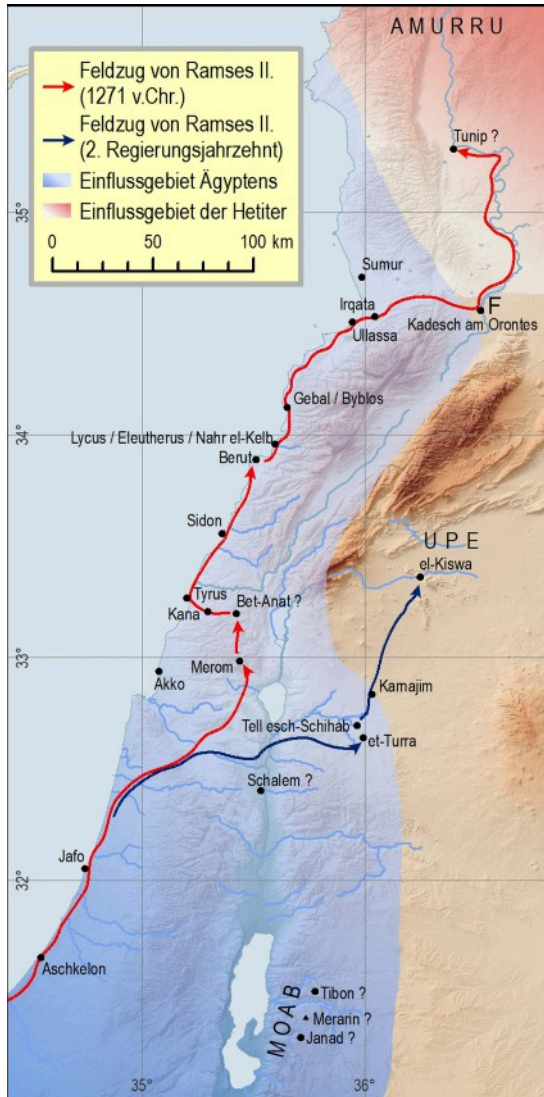 AMURRU
Feldzug von Ramses II.
(1271 v.Chr.)
Feldzug von Ramses II.
(2. Regierungsjahrzehnt)
Einflussgebiet Ägyptens
Einflussgebiet der Hetiter
0 50 100 km
Tunip ?
35°
Sumur
Irqata
F
Ullassa
Kadesch am Orontes
Gebal / Byblos
34°
Lycus / Eleutherus / Nahr el-Kelb
Berut
Sidon
UPE
el-Kiswa
Tyrus
Bet-Anat ?
Kana
33°
Merom
Akko
Karnajim
Tell esch-Schihab
et-Turra
Schalem ?
Jafo
32°
Aschkelon
MOAB
Tibon ?
Merarin ?
Janad ?
35°
36°